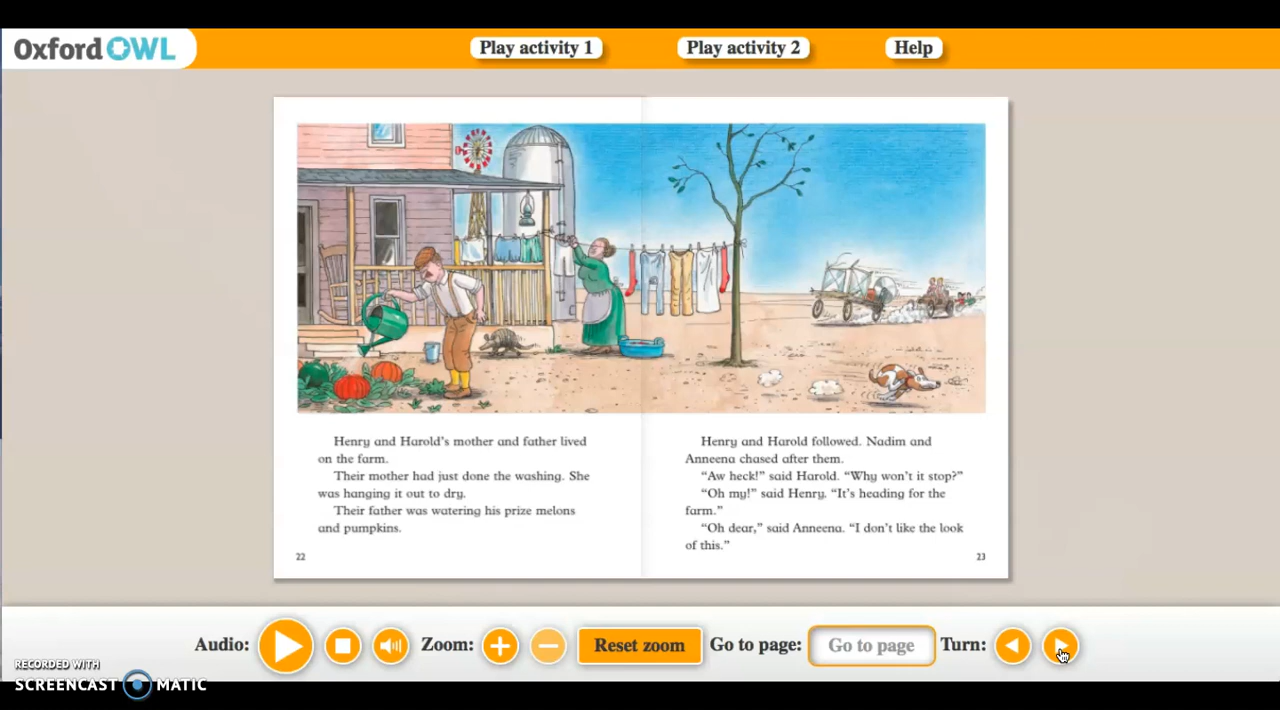 Oxford OWL
Play activity 1
Play activity 2
Help
Henry and Harold's mother and father lived
on the farm.
Their mother had just done the washing. She
was hanging it out to dry.
Their father was watering his prize melons
and pumpkins.
22
Henry and Harold followed. Nadim and
Anneena chased after them.
“Aw heck!” said Harold. “Why won't it stop?”
“Oh my!” said Henry. “It's heading for the
farm.”
“Oh dear,” said Anneena. “I don't like the look
of this.”
23
Audio:
Zoom:
Reset zoom
Go to page:
Go to page
Turn:
RECORDED WITH
SCREENCAST MATIC